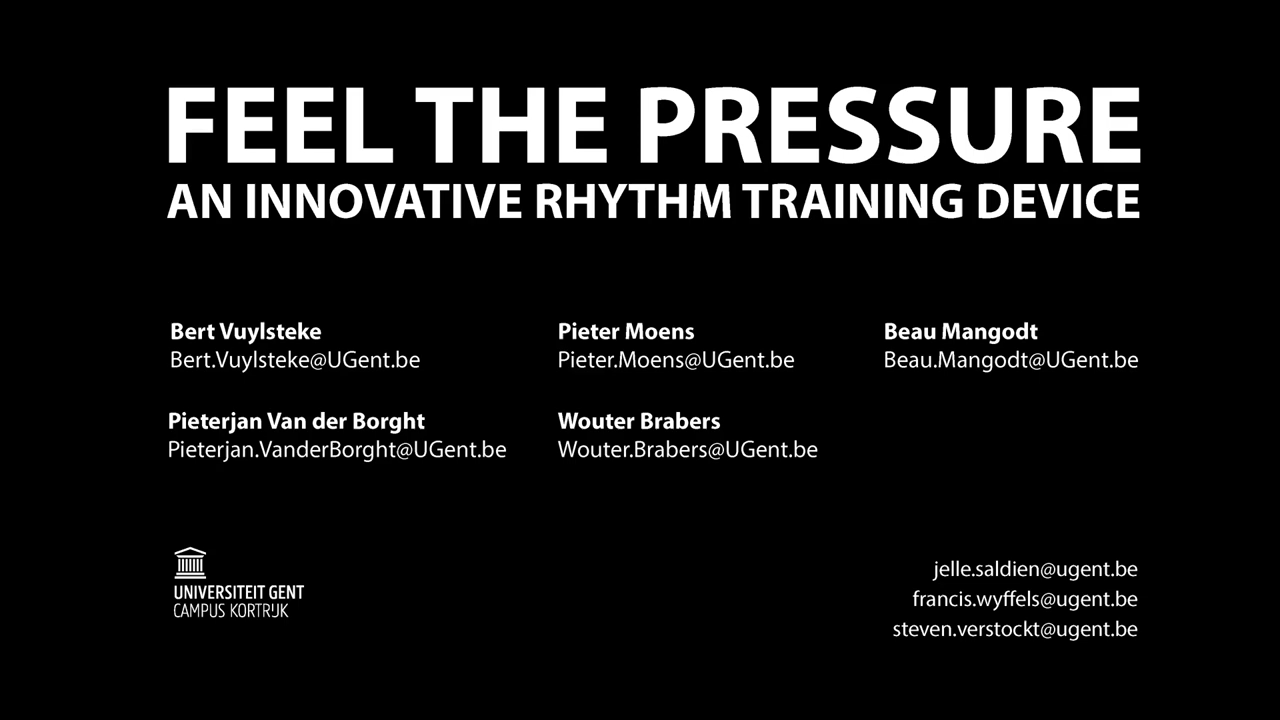 FEEL THE PRESSURE
AN INNOVATIVE RHYTHM TRAINING DEVICE
Bert Vuylsteke
Bert.Vuylsteke@UGent.be
Pieter Moens
Pieter.Moens@UGent.be
Beau Mangodt
Beau.Mangodt@UGent.be
Pieterjan Van der Borght
Pieterjan.VanderBorght@UGent.be
Wouter Brabers
Wouter.Brabers@UGent.be
UNIVERSITEIT GENT
CAMPUS KORTRIJK
jelle.saldien@ugent.be
francis.wyffels@ugent.be
steven.verstockt@ugent.be